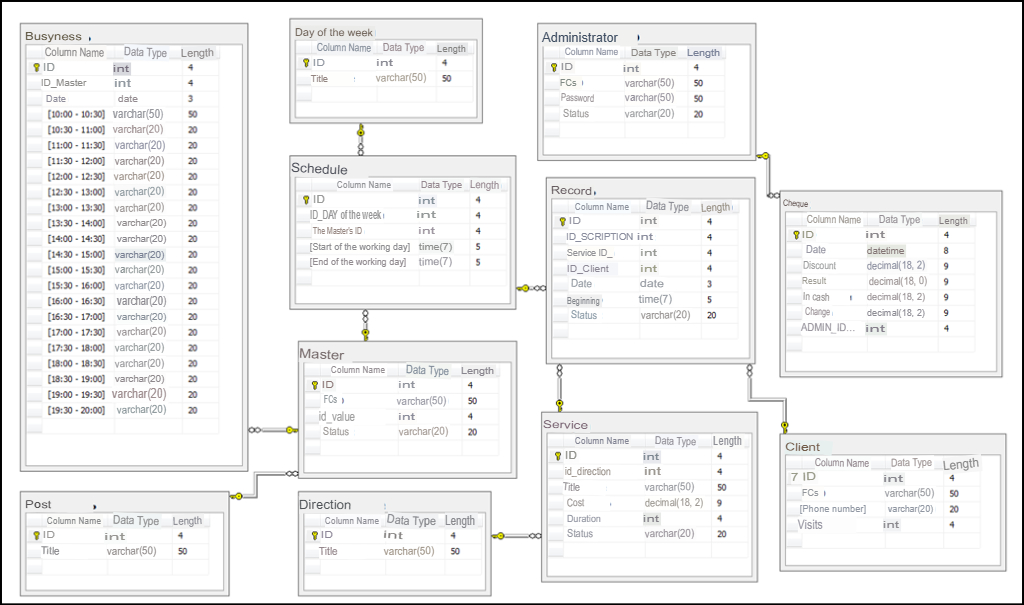 Busyness ,
Column Name Data Type Length
ID int 4
ID_Master int 4
Date date 3
[10:00 - 10:30] varchar(50) 50
[10:30 - 11:00] varchar(20) 20
[11:00 - 11:30] varchar(20) 20
[11:30 - 12:00] varchar(20) 20
[12:00 - 12:30] varchar(20) 20
[12:30 - 13:00] varchar(20) 20
[13:00 - 13:30] varchar(20) 20
[13:30 - 14:00] varchar(20) 20
[14:00 - 14:30] varchar(20) 20
[14:30 - 15:00] varchar(20) 20
[15:00 - 15:30] varchar(20) 20
[15:30 - 16:00] varchar(20) 20
[16:00 - 16:30] varchar(20) 20
[16:30 - 17:00] varchar(20) 20
[17:00 - 17:30] varchar(20) 20
[17:30 - 18:00] varchar(20) 20
[18:00 - 18:30] varchar(20) 20
[18:30 - 19:00] varchar(20) 20
[19:00 - 19:30] varchar(20) 20
[19:30 - 20:00] varchar(20) 20
Day of the week
Column Name Data Type Length
ID int 4
Title varchar(50) 50
Administrator
Column Name Data Type Length
ID int 4
FCs varchar(50) 50
Password varchar(50) 50
Status varchar(20) 20
Schedule
Column Name Data Type Length
ID int 4
ID_DAY of the week int 4
The Master's ID int 4
[Start of the working day] time(7) 5
[End of the working day] time(7) 5
Record,
Column Name Data Type Length
ID int 4
ID_SCRIPTION int 4
Service ID_ int 4
ID_Client int 4
Date date 3
Beginning time(7) 5
Status varchar(20) 20
Cheque
Column Name Data Type Length
ID int 4
Date datetime 8
Discount decimal(18, 2) 9
Result decimal(18, 0) 9
In cash decimal(18, 2) 9
Change decimal(18, 2) 9
ADMIN_ID... int 4
Master
Column Name Data Type Length
ID int 4
FCs varchar(50) 50
id_value int 4
Status varchar(20) 20
Service
Column Name Data Type Length
ID int 4
id_direction int 4
Title varchar(50) 50
Cost decimal(18, 2) 9
Duration int 4
Status varchar(20) 20
Client
Column Name Data Type Length
7 ID int 4
FCs varchar(50) 50
[Phone number] varchar(20) 20
Visits int 4
Post
Column Name Data Type Length
ID int 4
Title varchar(50) 50
Direction
Column Name Data Type Length
ID int 4
Title varchar(50) 50